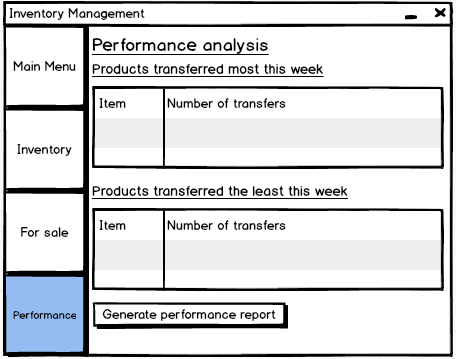 Inventory Management
Main Menu
Inventory
For sale
Performance
Performance analysis
Products transferred most this week
Item Number of transfers
Products transferred the least this week
Item Number of transfers
Generate performance report